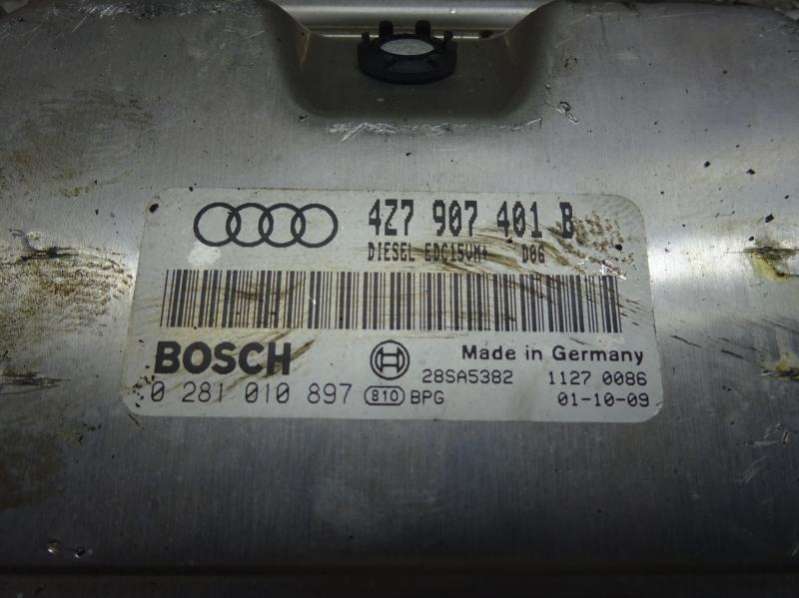 4Z7 907 401 B
DIESEL EDC15VM+ D06
BOSCH
Made in Germany
28SA5382 1127 0086
0 281 010 897 810 BPG 01-10-09